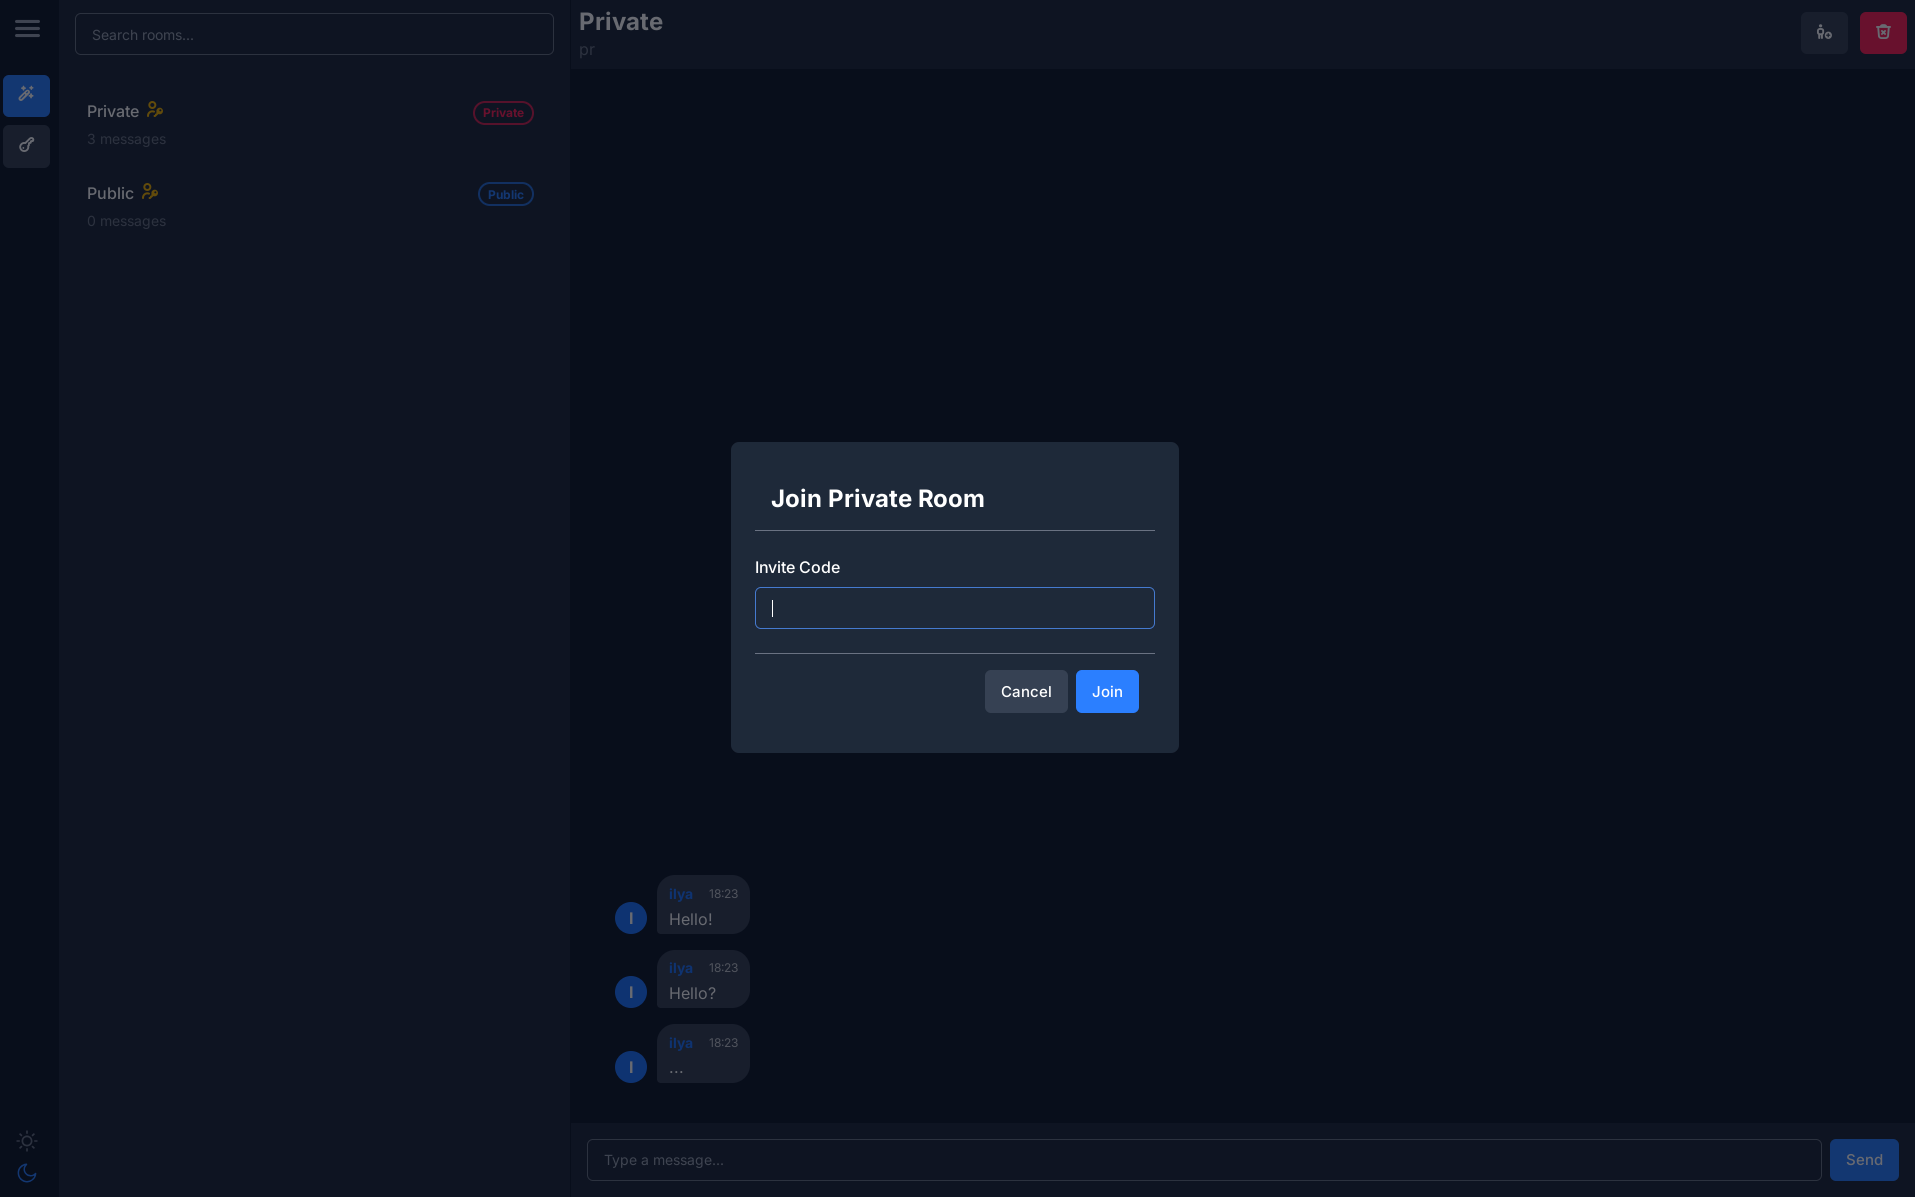 Search rooms...
Private
Private
3 messages
Public
Public
0 messages
Private
pr
Join Private Room
Invite Code
Cancel
Join
ilya 18:23
I
Hello!
ilya 18:23
I
Hello?
ilya 18:23
I
...
Type a message...
Send